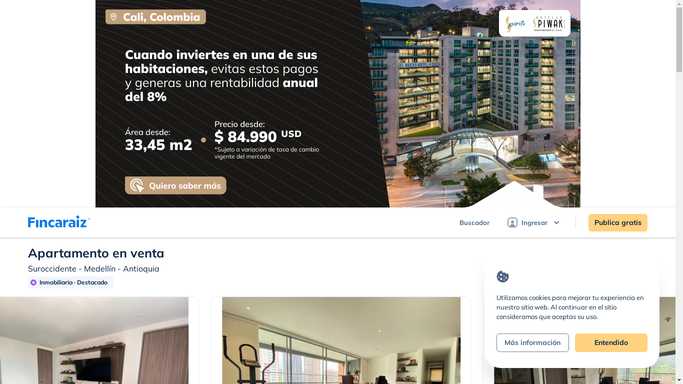 Cali, Colombia
Cuando inviertes en una de sus
habitaciones, evitas estos pagos
y generas una rentabilidad anual
del 8%
Área desde:
33,45 m2
Precio desde:
$ 84.990 USD
*Sujeto a variación de tasa de cambio
vigente del mercado
Quiero saber más
PIWAK
Fincaraiz
Buscador
Ingresar
Publica gratis
Apartamento en venta
Suroccidente - Medellín - Antioquia
Inmobiliaria · Destacado
Utilizamos cookies para mejorar tu experiencia en
nuestro sitio web. Al continuar en el sitio
consideramos que aceptas su uso.
Más información
Entendido